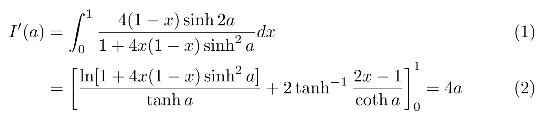 I′(a) = ∫₀¹ 4(1 − x) sinh 2a / 1 + 4x(1 − x) sinh² a dx (1)
= [ ln[1 + 4x(1 − x) sinh² a] / tanh a + 2 tanh⁻¹ 2x − 1 / coth a ]₀¹ = 4a (2)